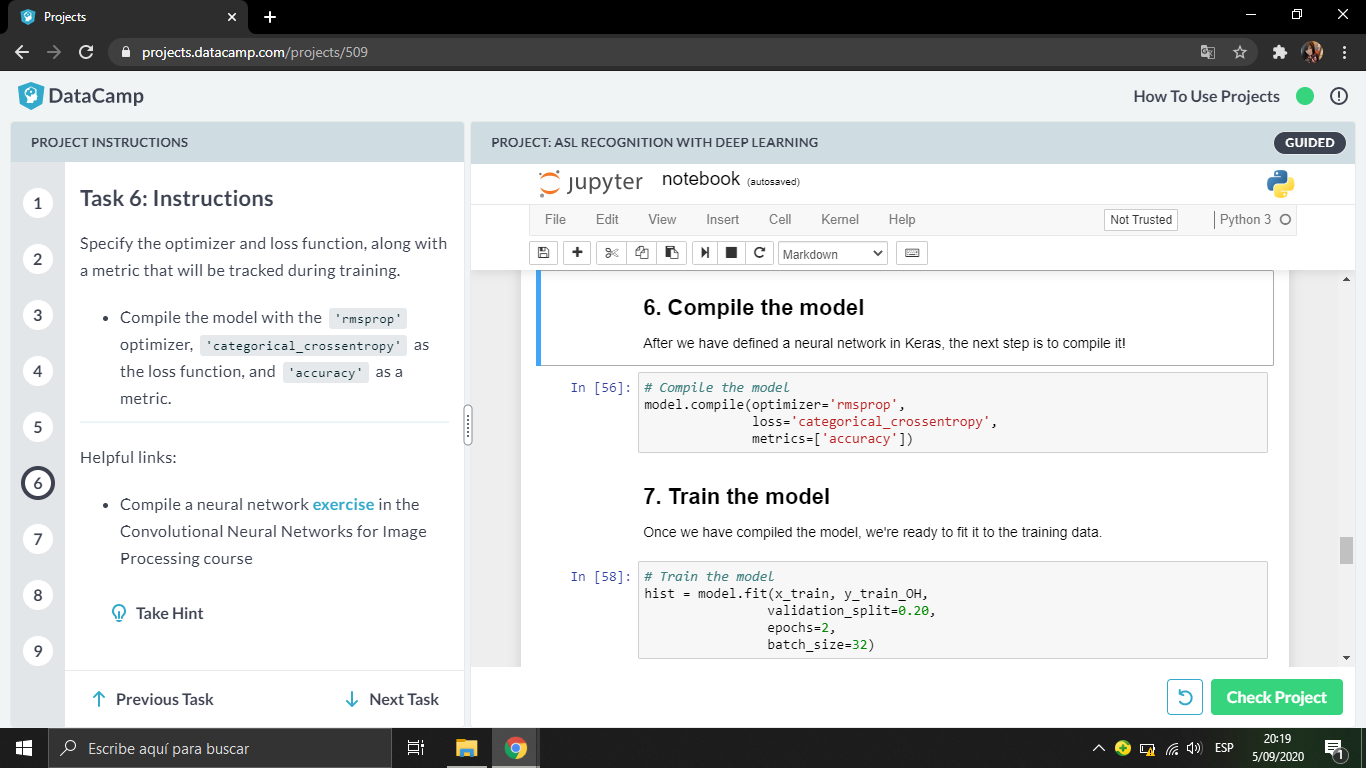 Projects
projects.datacamp.com/projects/509
DataCamp
How To Use Projects
PROJECT INSTRUCTIONS
1
2
3
4
5
6
7
8
9
Task 6: Instructions
Specify the optimizer and loss function, along with
a metric that will be tracked during training.
• Compile the model with the 'rmsprop'
optimizer, 'categorical_crossentropy' as
the loss function, and 'accuracy' as a
metric.
Helpful links:
• Compile a neural network exercise in the
Convolutional Neural Networks for Image
Processing course
Take Hint
Previous Task
Next Task
PROJECT: ASL RECOGNITION WITH DEEP LEARNING
GUIDED
jupyter notebook (autosaved)
File Edit View Insert Cell Kernel Help
Not Trusted
Python 3
Markdown
6. Compile the model
After we have defined a neural network in Keras, the next step is to compile it!
In [56]: # Compile the model
model.compile(optimizer='rmsprop',
loss='categorical_crossentropy',
metrics=['accuracy'])
7. Train the model
Once we have compiled the model, we're ready to fit it to the training data.
In [58]: # Train the model
hist = model.fit(x_train, y_train_OH,
validation_split=0.20,
epochs=2,
batch_size=32)
Check Project
Escribe aquí para buscar
ESP
20:19
5/09/2020
1